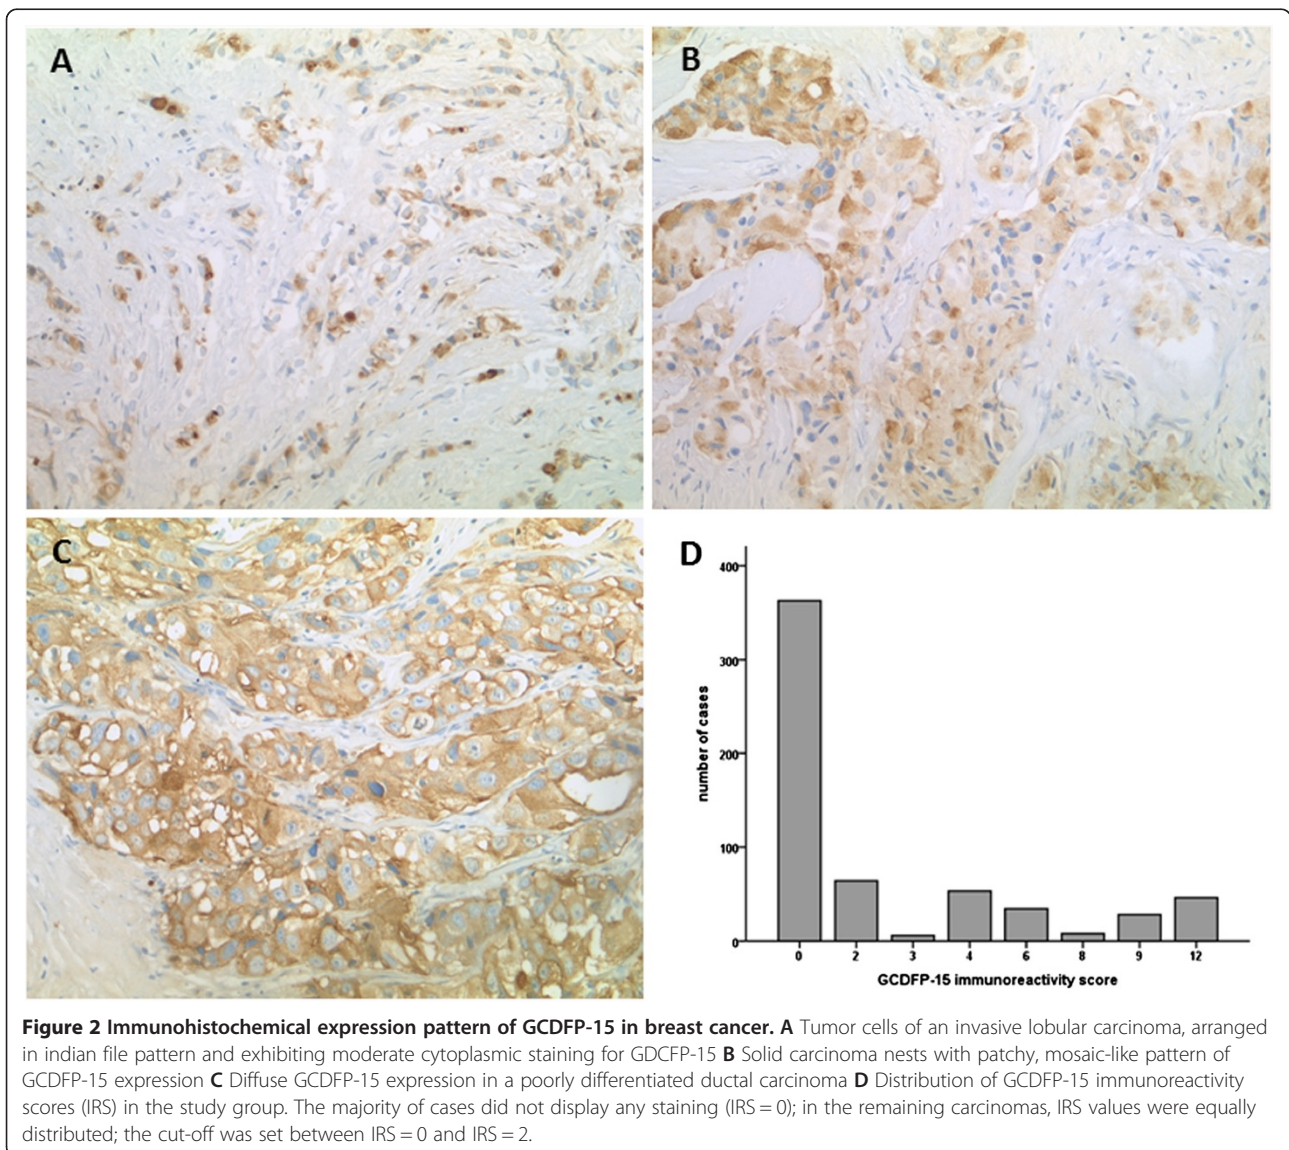 A
B
C
D
400
300
200
100
0
number of cases
0 2 3 4 6 8 9 12
GCDFP-15 immunoreactivity score
Figure 2 Immunohistochemical expression pattern of GCDFP-15 in breast cancer. A Tumor cells of an invasive lobular carcinoma, arranged
in indian file pattern and exhibiting moderate cytoplasmic staining for GDCFP-15 B Solid carcinoma nests with patchy, mosaic-like pattern of
GCDFP-15 expression C Diffuse GCDFP-15 expression in a poorly differentiated ductal carcinoma D Distribution of GCDFP-15 immunoreactivity
scores (IRS) in the study group. The majority of cases did not display any staining (IRS = 0); in the remaining carcinomas, IRS values were equally
distributed; the cut-off was set between IRS = 0 and IRS = 2.